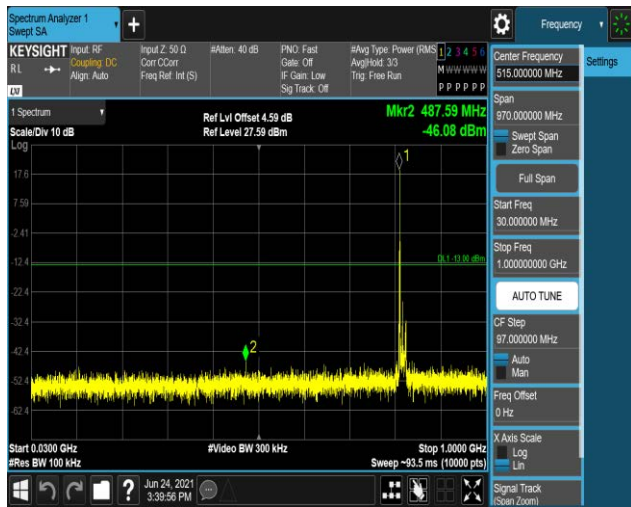 Spectrum Analyzer 1
Swept SA
Frequency
KEYSIGHT
RL
LXI
Input: RF
Coupling: DC
Align: Auto
Input Z: 50 Ω
Corr CCorr
Freq Ref: Int (S)
#Atten: 40 dB
PNO: Fast
Gate: Off
IF Gain: Low
Sig Track: Off
#Avg Type: Power (RMS
Avg|Hold: 3/3
Trig: Free Run
1 2 3 4 5 6
M W W W W W
P P P P P P
1 Spectrum
Scale/Div 10 dB
Ref Lvl Offset 4.59 dB
Ref Level 27.59 dBm
Mkr2 487.59 MHz
-46.08 dBm
Log
17.6
7.59
-2.41
-12.4
-22.4
-32.4
-42.4
-52.4
-62.4
1
DL1 -13.00 dBm
2
Start 0.0300 GHz
#Res BW 100 kHz
#Video BW 300 kHz
Stop 1.0000 GHz
Sweep ~93.5 ms (10000 pts)
?
Jun 24, 2021
3:39:56 PM
Center Frequency
515.000000 MHz
Span
970.000000 MHz
Swept Span
Zero Span
Full Span
Start Freq
30.000000 MHz
Stop Freq
1.000000000 GHz
AUTO TUNE
CF Step
97.000000 MHz
Auto
Man
Freq Offset
0 Hz
X Axis Scale
Log
Lin
Signal Track
(Span Zoom)
Settings